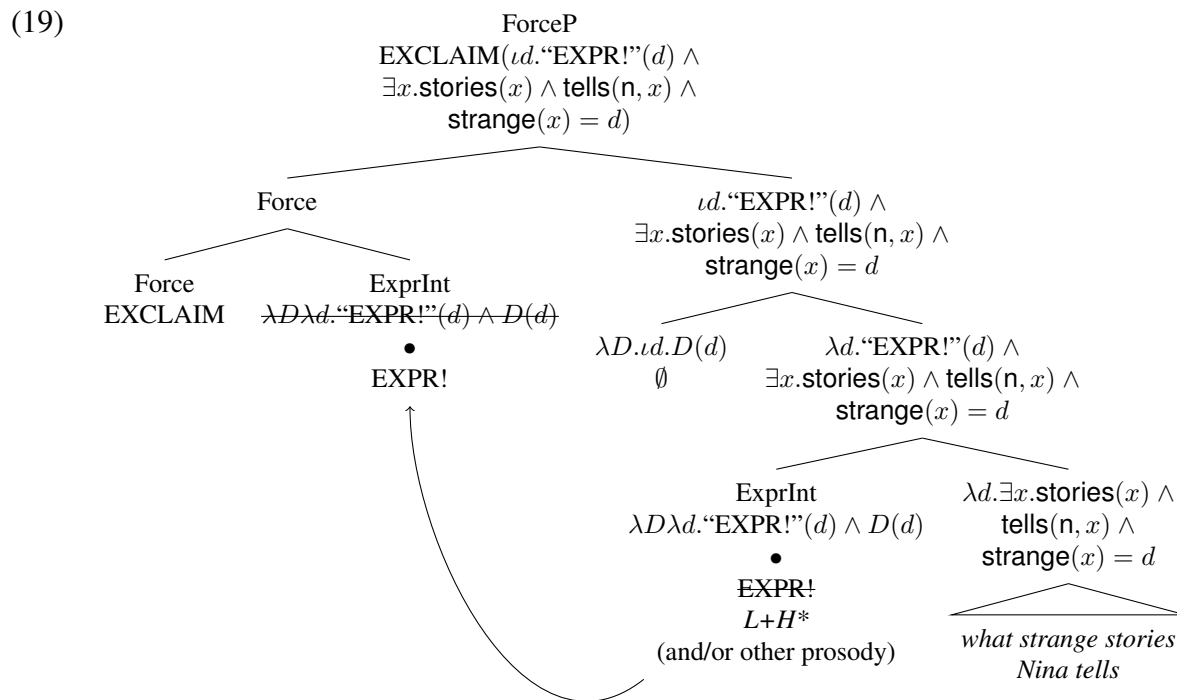 (19)
ForceP
EXCLAIM(ιd.“EXPR!”(d) ∧
∃x.stories(x) ∧ tells(n, x) ∧
strange(x) = d)
Force
ιd.“EXPR!”(d) ∧
∃x.stories(x) ∧ tells(n, x) ∧
strange(x) = d
Force
EXCLAIM
ExprInt
λDλd.“EXPR!”(d) ∧ D(d)
•
EXPR!
λD.ιd.D(d)
∅
λd.“EXPR!”(d) ∧
∃x.stories(x) ∧ tells(n, x) ∧
strange(x) = d
ExprInt
λDλd.“EXPR!”(d) ∧ D(d)
•
EXPR!
L+H*
(and/or other prosody)
λd.∃x.stories(x) ∧
tells(n, x) ∧
strange(x) = d
what strange stories
Nina tells